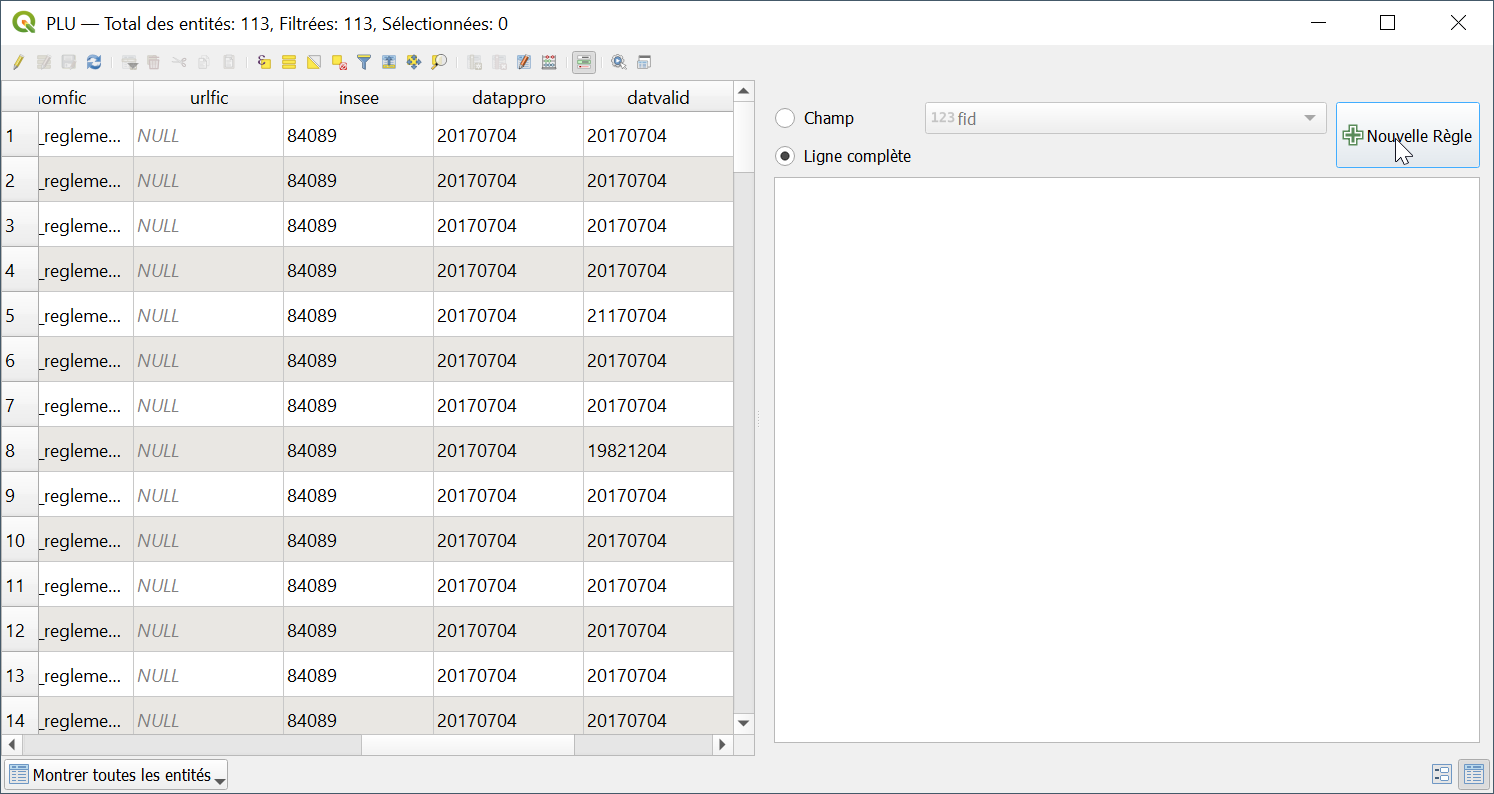 PLU — Total des entités: 113, Filtrées: 113, Sélectionnées: 0
omfic urlfic insee datappro datvalid
1 _regleme... NULL 84089 20170704 20170704
2 _regleme... NULL 84089 20170704 20170704
3 _regleme... NULL 84089 20170704 20170704
4 _regleme... NULL 84089 20170704 20170704
5 _regleme... NULL 84089 20170704 21170704
6 _regleme... NULL 84089 20170704 20170704
7 _regleme... NULL 84089 20170704 20170704
8 _regleme... NULL 84089 20170704 19821204
9 _regleme... NULL 84089 20170704 20170704
10 _regleme... NULL 84089 20170704 20170704
11 _regleme... NULL 84089 20170704 20170704
12 _regleme... NULL 84089 20170704 20170704
13 _regleme... NULL 84089 20170704 20170704
14 _regleme... NULL 84089 20170704 20170704
Montrer toutes les entités
Champ 123 fid
Nouvelle Règle
Ligne complète